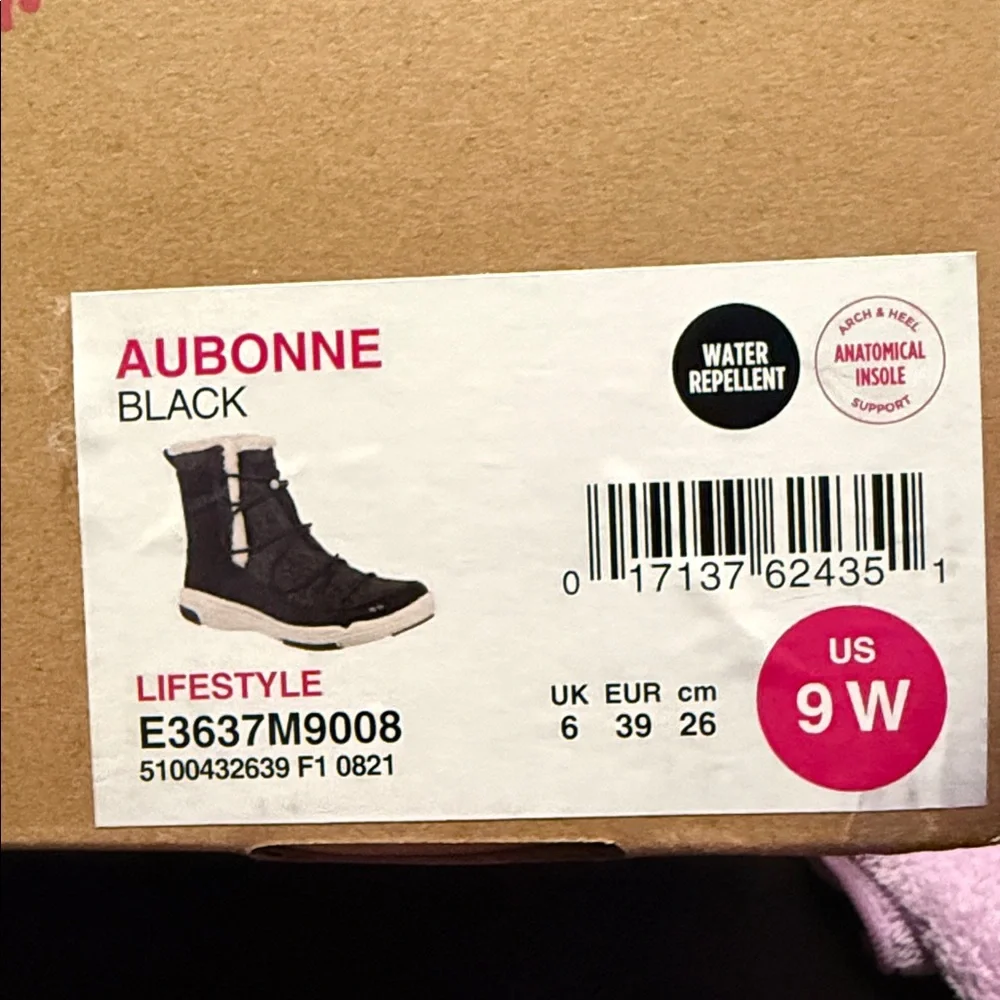 AUBONNE
BLACK
WATER
REPELLENT
ARCH & HEEL
ANATOMICAL
INSOLE
SUPPORT
0 17137 62435 1
LIFESTYLE
E3637M9008
5100432639 F1 0821
UK EUR cm
6 39 26
US
9 W